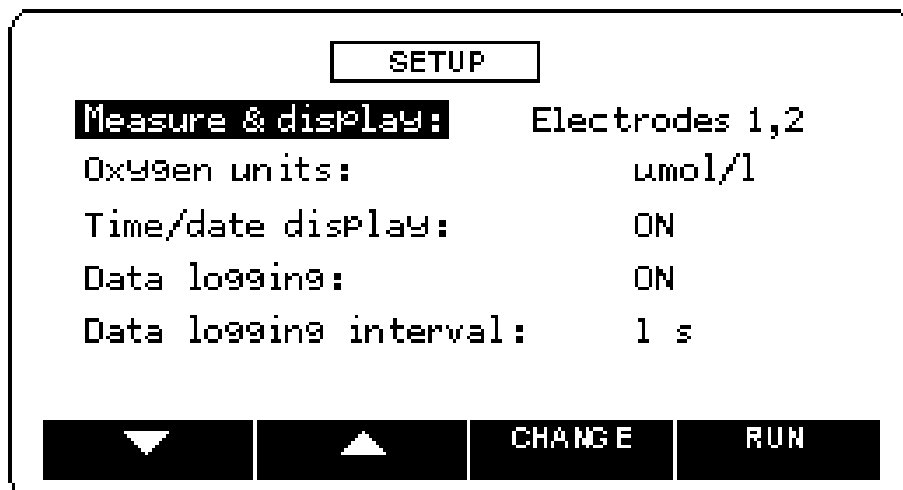 SETUP
Measure & display: Electrodes 1,2
Oxygen units: µmol/l
Time/date display: ON
Data logging: ON
Data logging interval: 1 s
CHANGE RUN